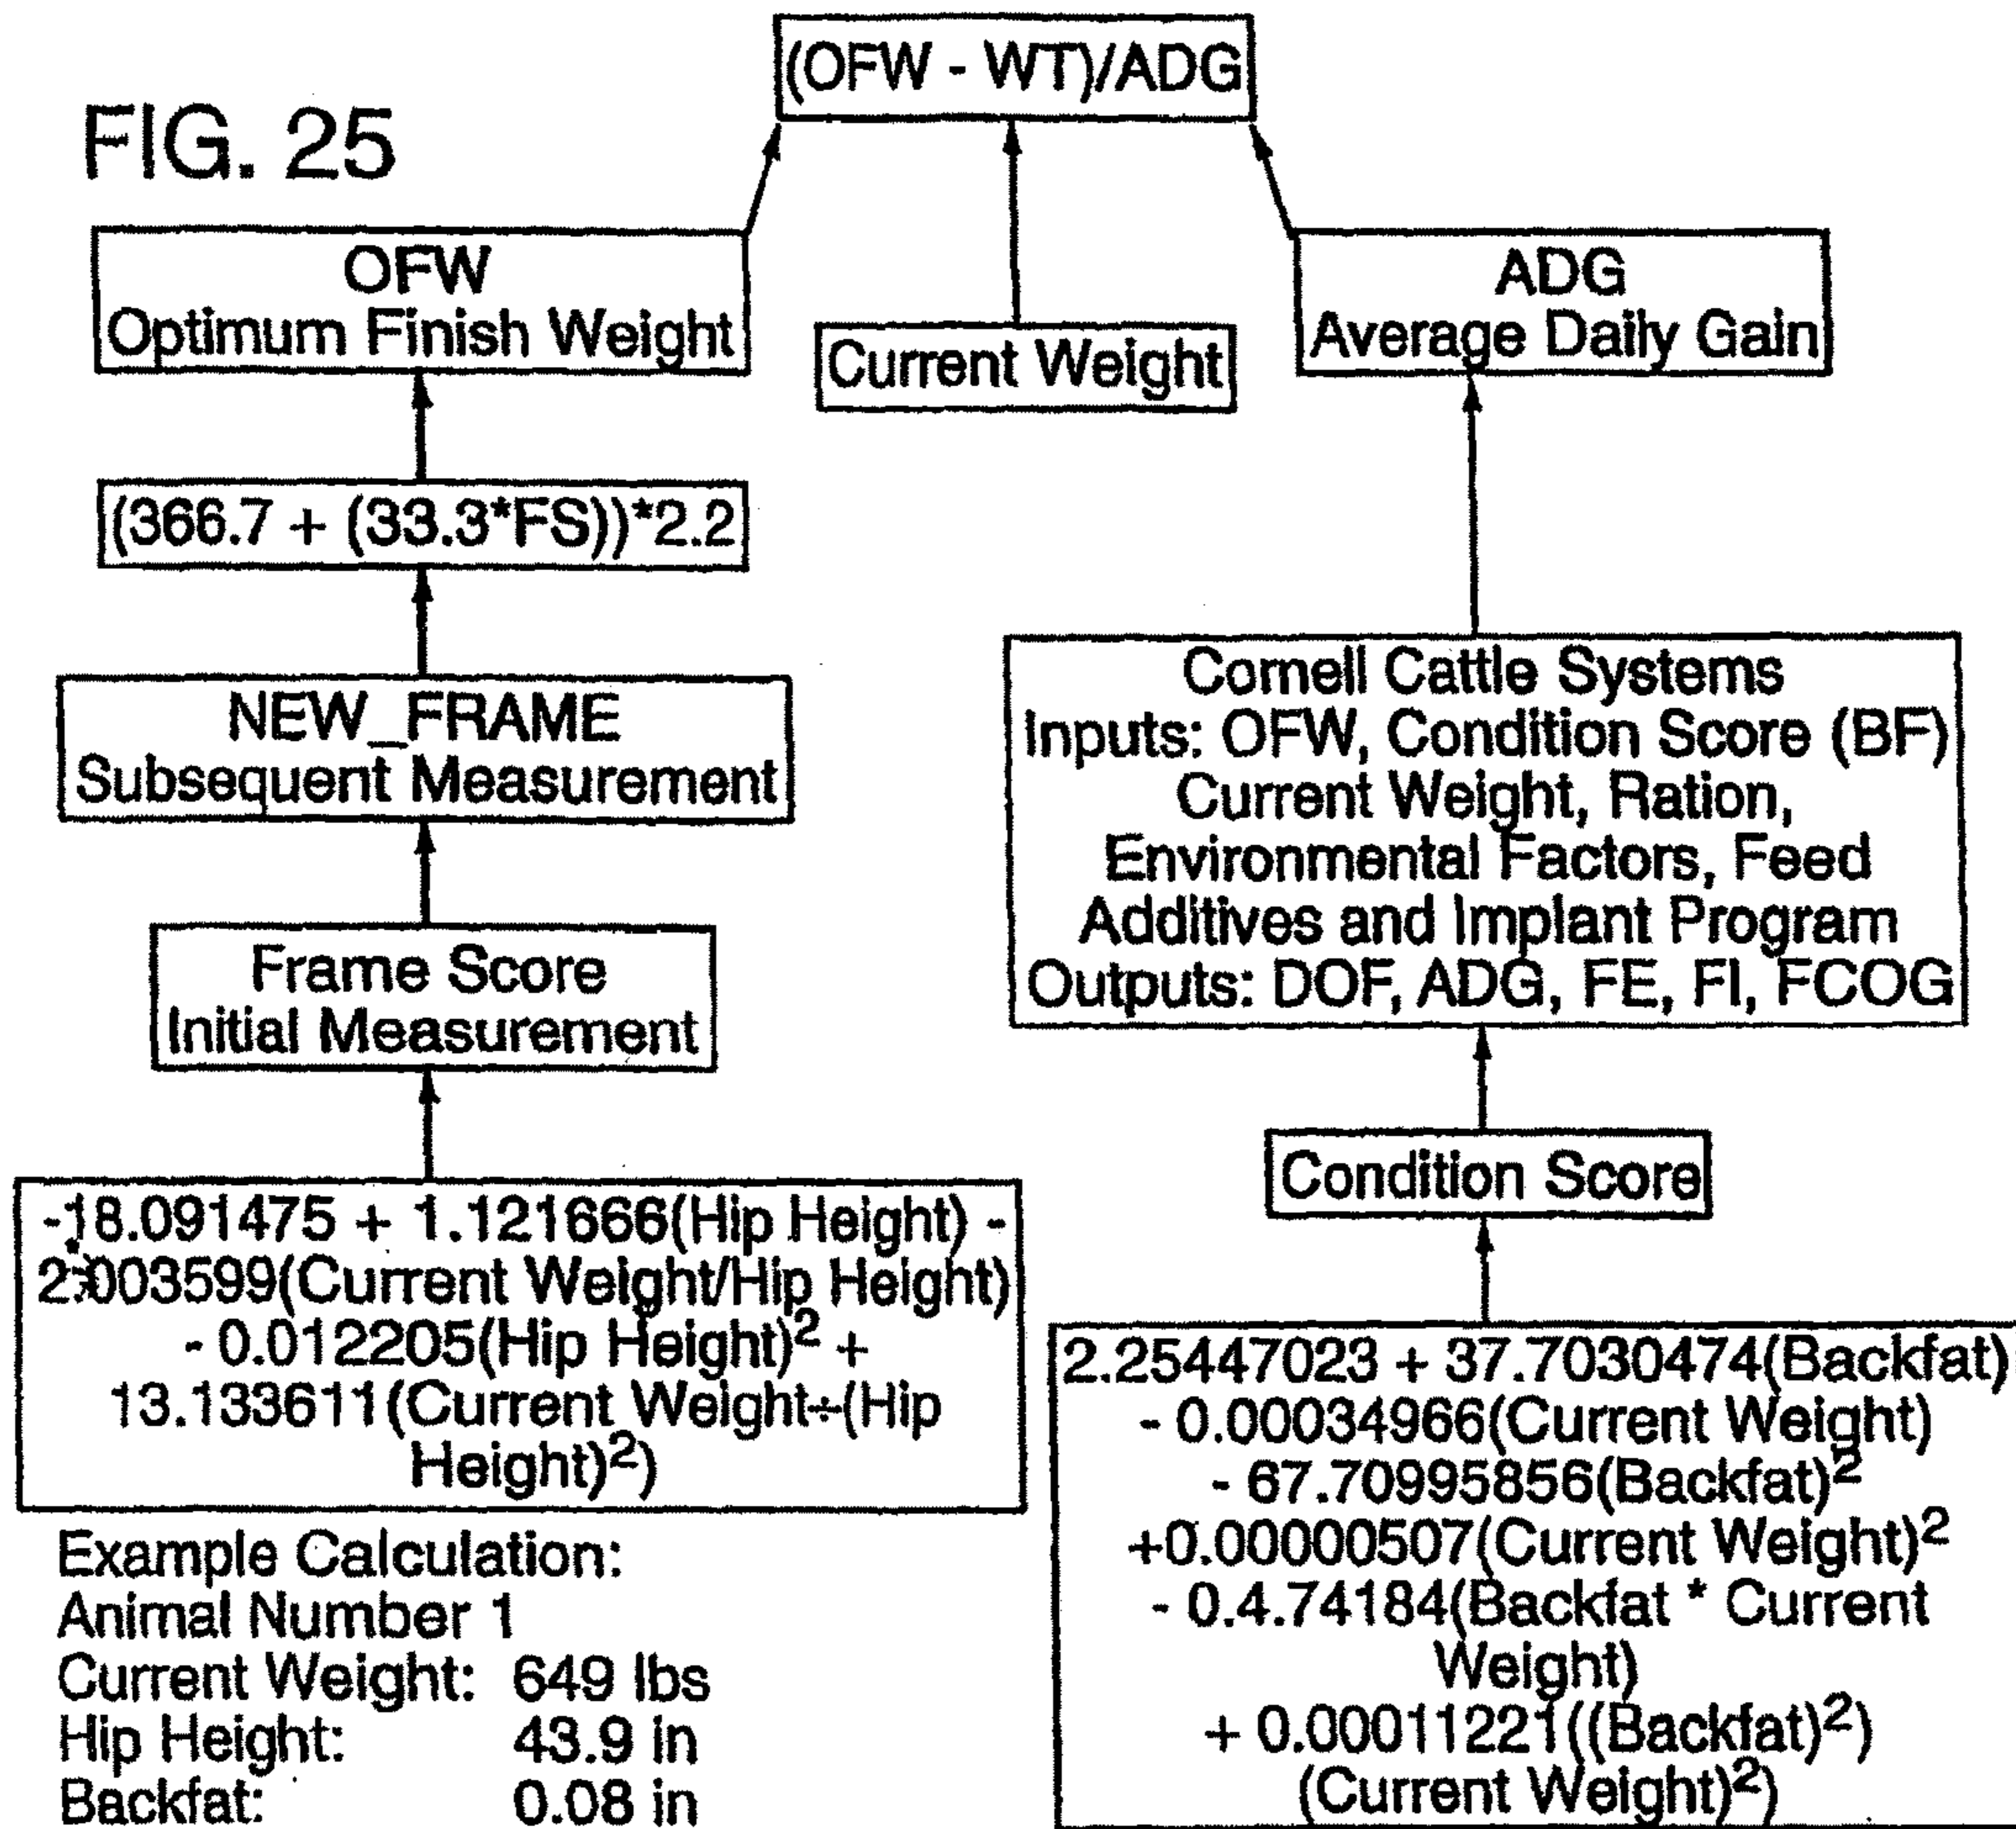 FIG. 25
(OFW - WT)/ADG
OFW
Optimum Finish Weight
Current Weight
ADG
Average Daily Gain
(366.7 + (33.3*FS))*2.2
NEW_FRAME
Subsequent Measurement
Frame Score
Initial Measurement
-18.091475 + 1.121666(Hip Height) -
2.003599(Current Weight/Hip Height)
- 0.012205(Hip Height)² +
13.133611(Current Weight÷(Hip
Height)²)
Example Calculation:
Animal Number 1
Current Weight: 649 lbs
Hip Height: 43.9 in
Backfat: 0.08 in
Cornell Cattle Systems
Inputs: OFW, Condition Score (BF)
Current Weight, Ration,
Environmental Factors, Feed
Additives and Implant Program
Outputs: DOF, ADG, FE, FI, FCOG
Condition Score
2.25447023 + 37.7030474(Backfat)
- 0.00034966(Current Weight)
- 67.70995856(Backfat)²
+0.00000507(Current Weight)²
- 0.4.74184(Backfat * Current
Weight)
+ 0.00011221((Backfat)²)
(Current Weight)²)